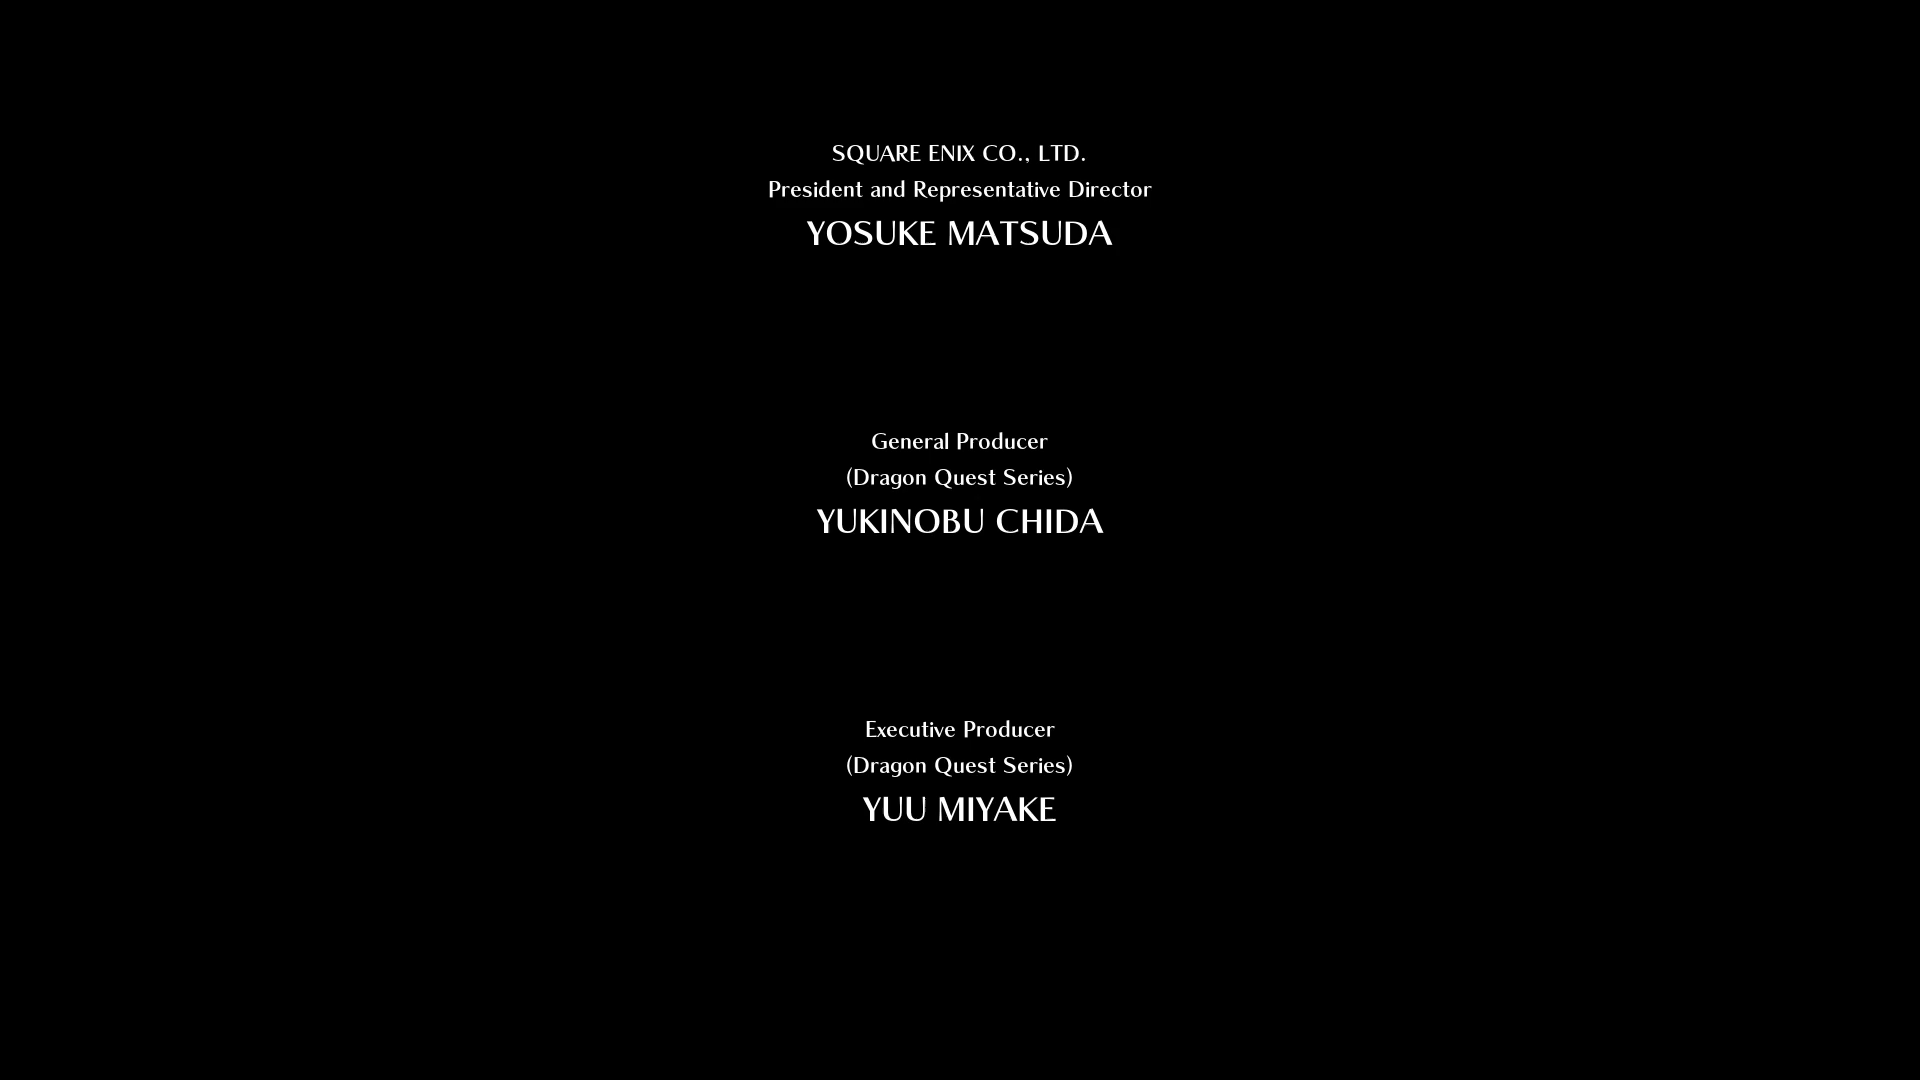 SQUARE ENIX CO., LTD.
President and Representative Director
YOSUKE MATSUDA
General Producer
(Dragon Quest Series)
YUKINOBU CHIDA
Executive Producer
(Dragon Quest Series)
YUU MIYAKE